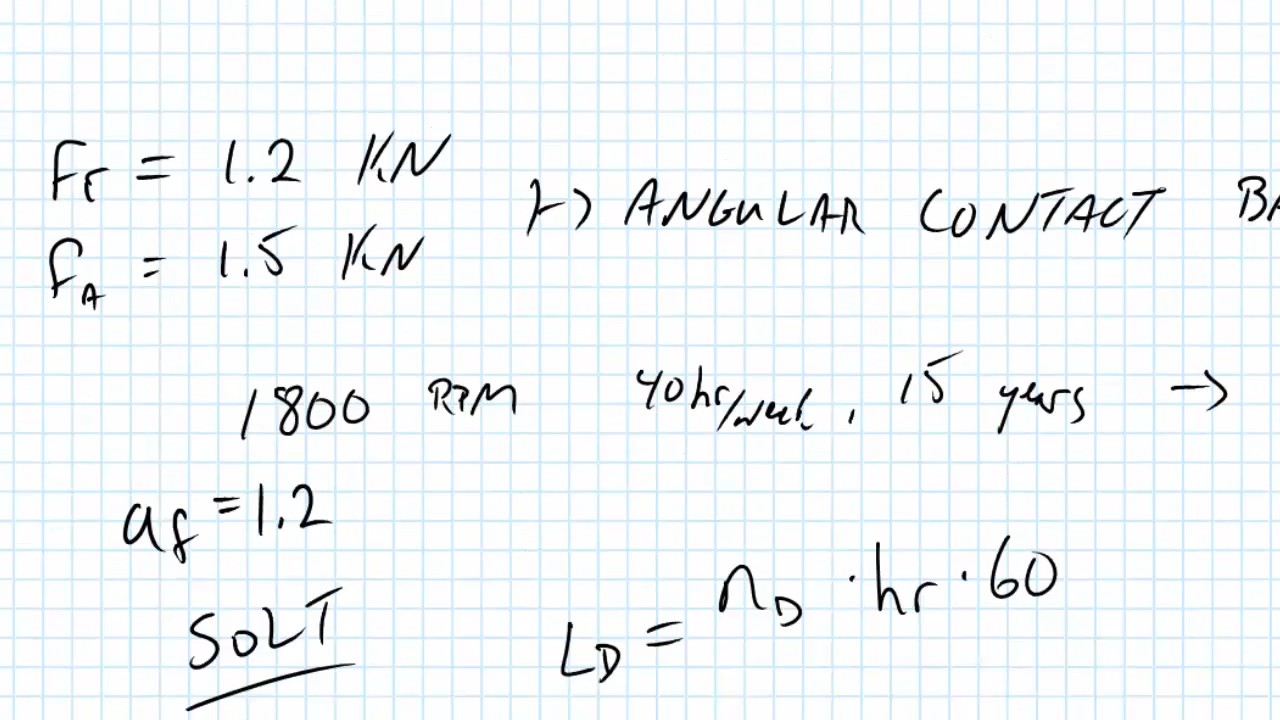 Fr = 1.2 KN
FA = 1.5 KN
ANGULAR CONTACT BA
1800 RPM 40hr/week, 15 years →
af = 1.2
SOLT
LD = nD · hr · 60